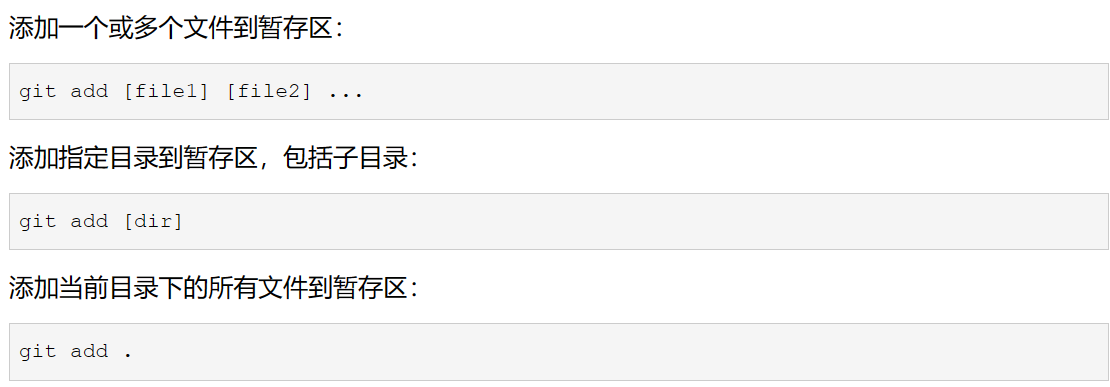 添加一个或多个文件到暂存区：
git add [file1] [file2] ...
添加指定目录到暂存区，包括子目录：
git add [dir]
添加当前目录下的所有文件到暂存区：
git add .